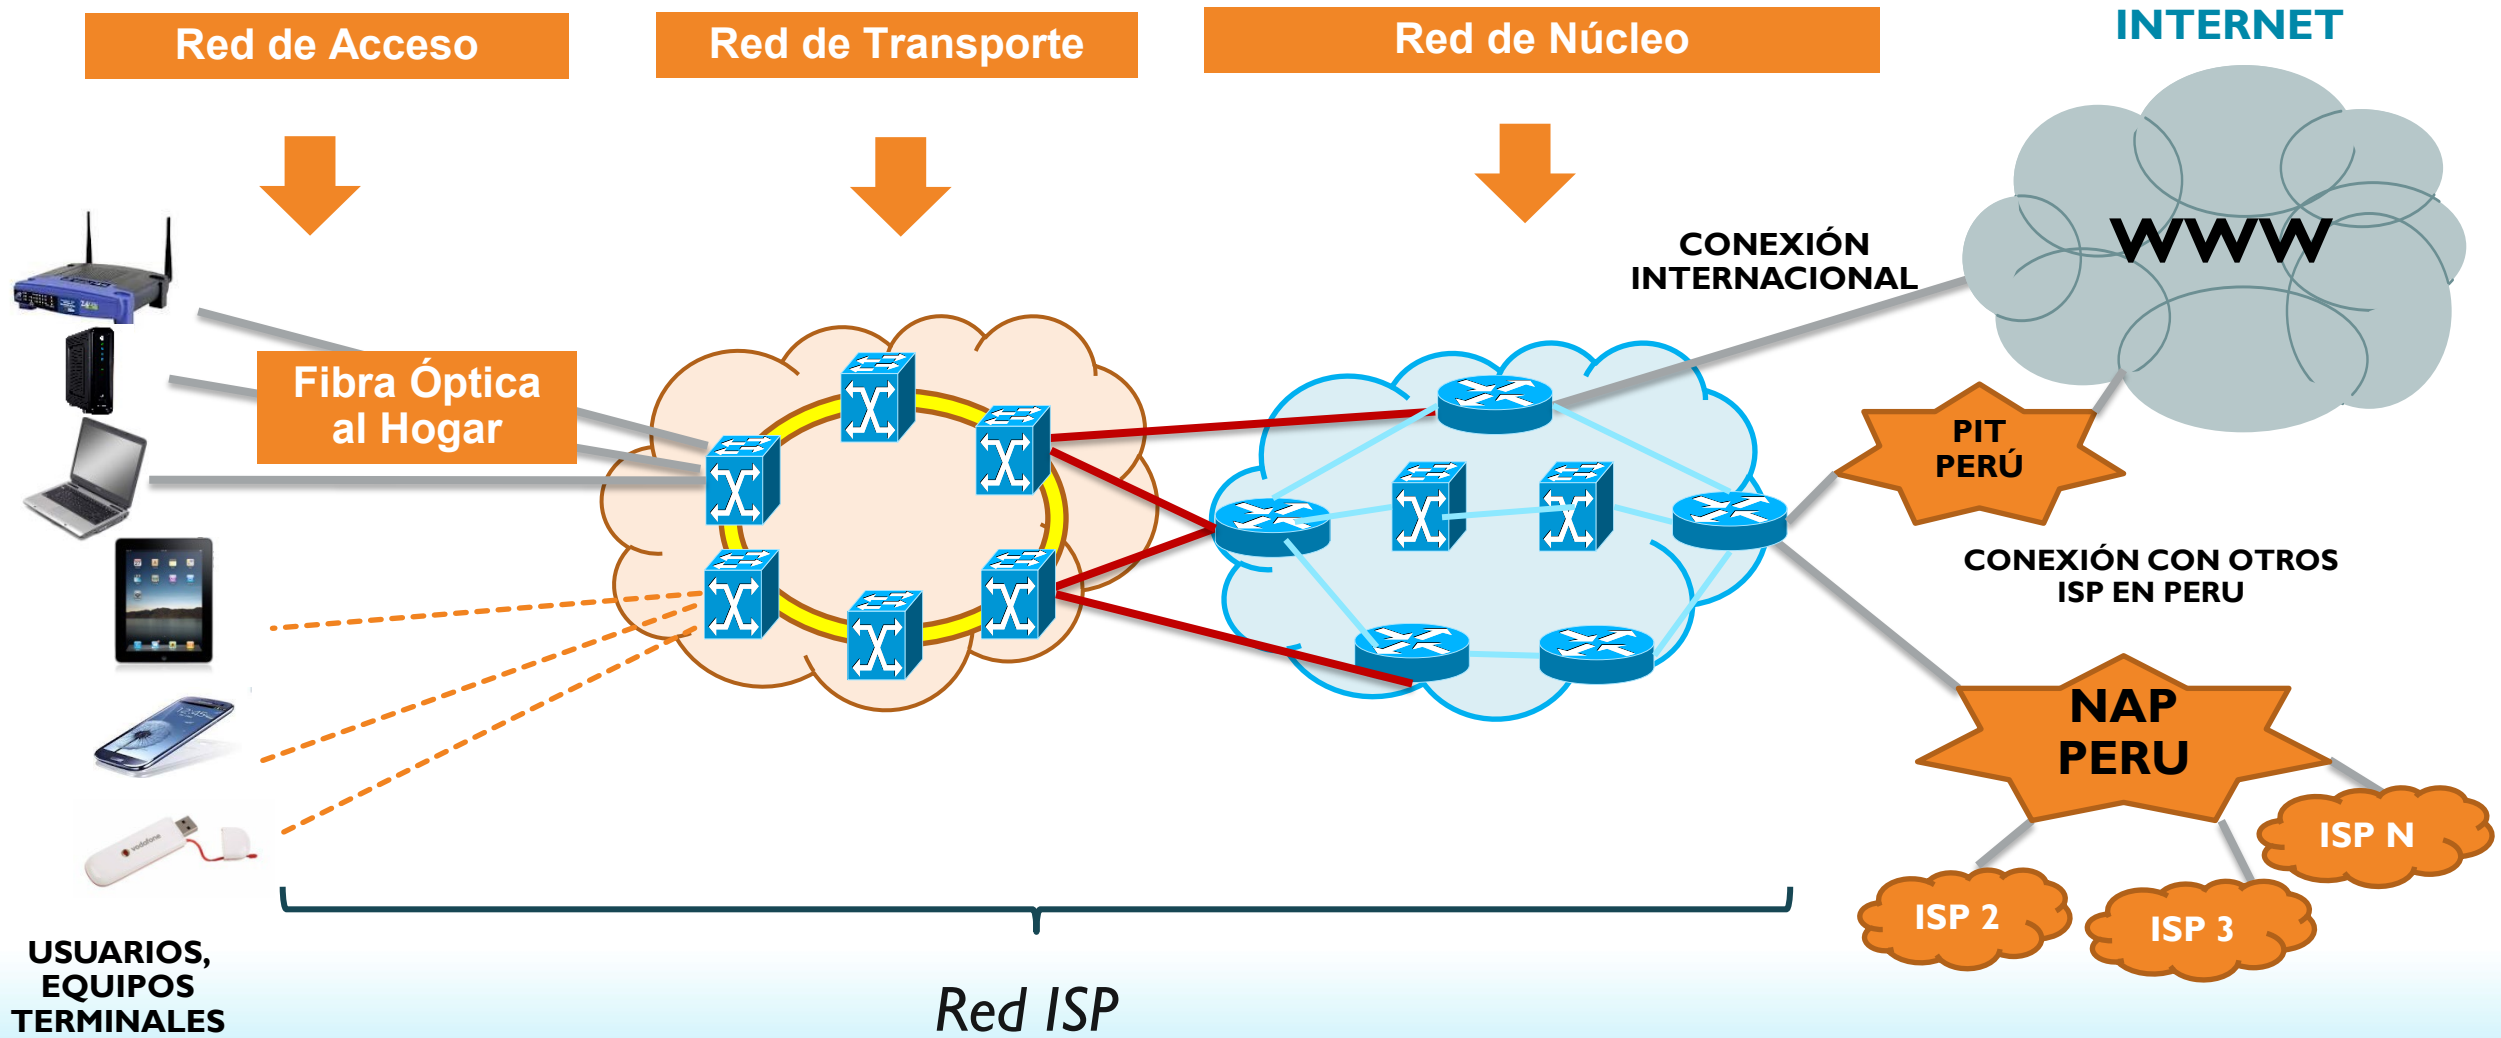 Red de Acceso
Red de Transporte
Red de Núcleo
INTERNET
WWW
CONEXIÓN
INTERNACIONAL
Fibra Óptica
al Hogar
PIT
PERÚ
CONEXIÓN CON OTROS
ISP EN PERU
NAP
PERU
ISP N
ISP 2
ISP 3
vodafone
USUARIOS,
EQUIPOS
TERMINALES
Red ISP